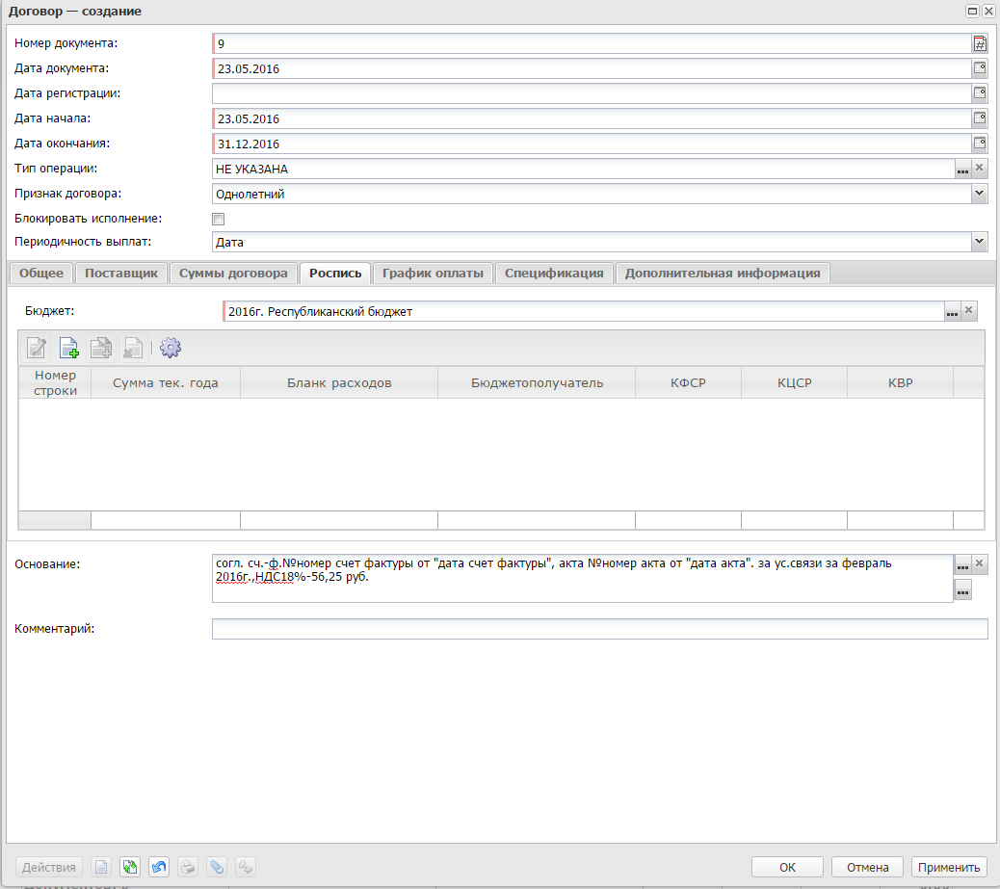 Договор — создание
Номер документа: 9
Дата документа: 23.05.2016
Дата регистрации:
Дата начала: 23.05.2016
Дата окончания: 31.12.2016
Тип операции: НЕ УКАЗАНА
Признак договора: Однолетний
Блокировать исполнение:
Периодичность выплат: Дата
Общее Поставщик Суммы договора Роспись График оплаты Спецификация Дополнительная информация
Бюджет: 2016г. Республиканский бюджет
Номер строки Сумма тек. года Бланк расходов Бюджетополучатель КФСР КЦСР КВР
Основание: согл. сч.-ф.№номер счет фактуры от "дата счет фактуры", акта №номер акта от "дата акта". за ус.связи за февраль
2016г.,НДС18%-56,25 руб.
Комментарий:
Действия ОК Отмена Применить